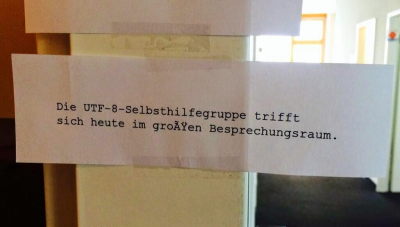 Die UTF-8-Selbsthilfegruppe trifft
sich heute im groÃŸen Besprechungsraum.